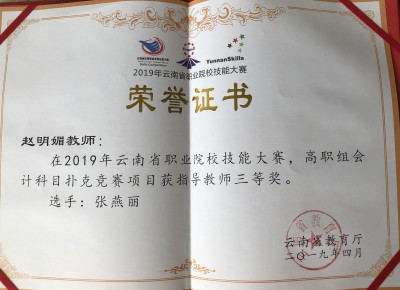 YunnanSkills
2019年云南省职业院校技能大赛
荣誉证书
赵明媚教师：
在2019年云南省职业院校技能大赛，高职组会
计科目扑克竞赛项目获指导教师三等奖。
选手：张燕丽
云南省教育厅
二〇一九年四月